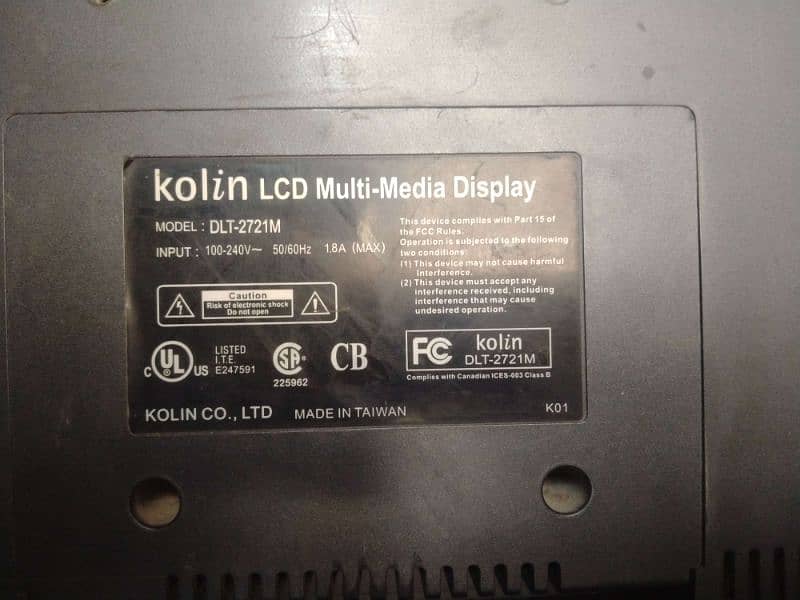 kolin LCD Multi-Media Display
MODEL : DLT-2721M
INPUT : 100-240V~ 50/60Hz 1.8A (MAX)
This device complies with Part 15 of
the FCC Rules.
Operation is subjected to the following
two conditions:
(1) This device may not cause harmful
interference.
(2) This device must accept any
interference received, including
interference that may cause
undesired operation.
Caution
Risk of electronic shock
Do not open
c UL US
LISTED
I.T.E.
E247591
SA
225962
CB
FC
kolin
DLT-2721M
Complies with Canadian ICES-003 Class B
KOLIN CO., LTD MADE IN TAIWAN K01